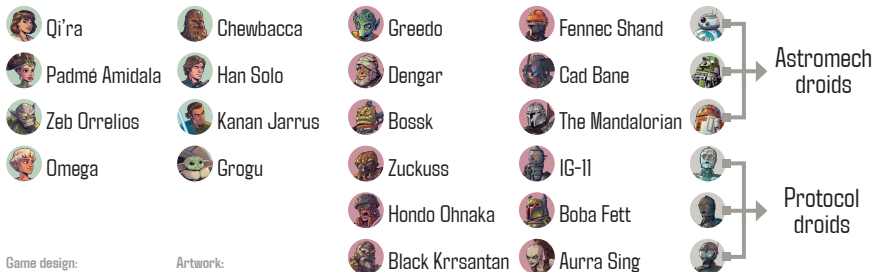 Qi'ra
Padmé Amidala
Zeb Orrelios
Omega
Chewbacca
Han Solo
Kanan Jarrus
Grogu
Greedo
Dengar
Bossk
Zuckuss
Hondo Ohnaka
Black Krrsantan
Fennec Shand
Cad Bane
The Mandalorian
IG-11
Boba Fett
Aurra Sing
Astromech
droids
Protocol
droids
Game design:
Artwork: